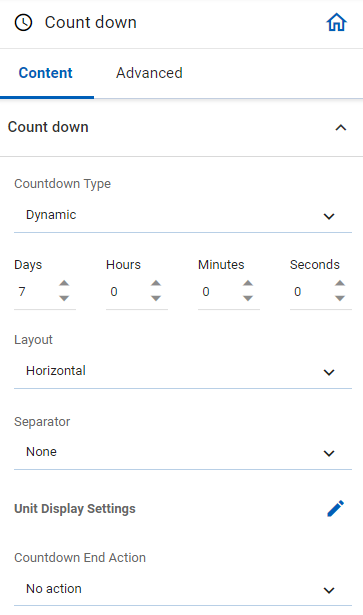 Count down
Content Advanced
Count down
Countdown Type
Dynamic
Days Hours Minutes Seconds
7 0 0 0
Layout
Horizontal
Separator
None
Unit Display Settings
Countdown End Action
No action